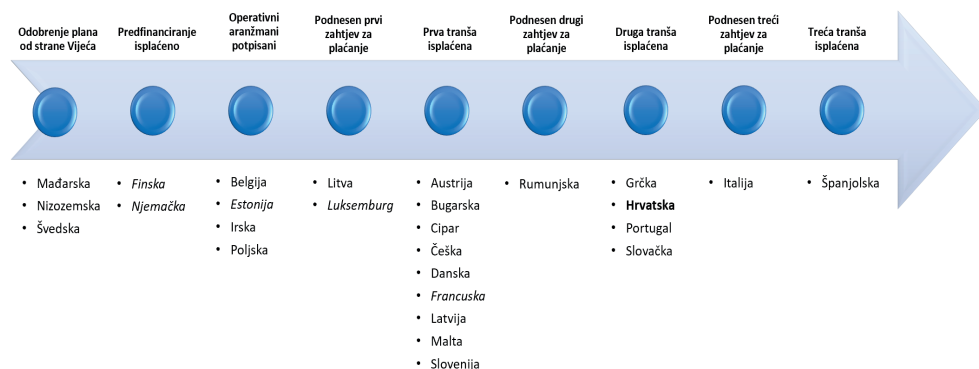 Odobrenje plana
od strane Vijeća
Predfinanciranje
isplaćeno
Operativni
aranžmani
potpisani
Podnesen prvi
zahtjev za
plaćanje
Prva tranša
isplaćena
Podnesen drugi
zahtjev za
plaćanje
Druga tranša
isplaćena
Podnesen treći
zahtjev za
plaćanje
Treća tranša
isplaćena
• Mađarska
• Nizozemska
• Švedska
• Finska
• Njemačka
• Belgija
• Estonija
• Irska
• Poljska
• Litva
• Luksemburg
• Austrija
• Bugarska
• Cipar
• Češka
• Danska
• Francuska
• Latvija
• Malta
• Slovenija
• Rumunjska
• Grčka
• Hrvatska
• Portugal
• Slovačka
• Italija
• Španjolska